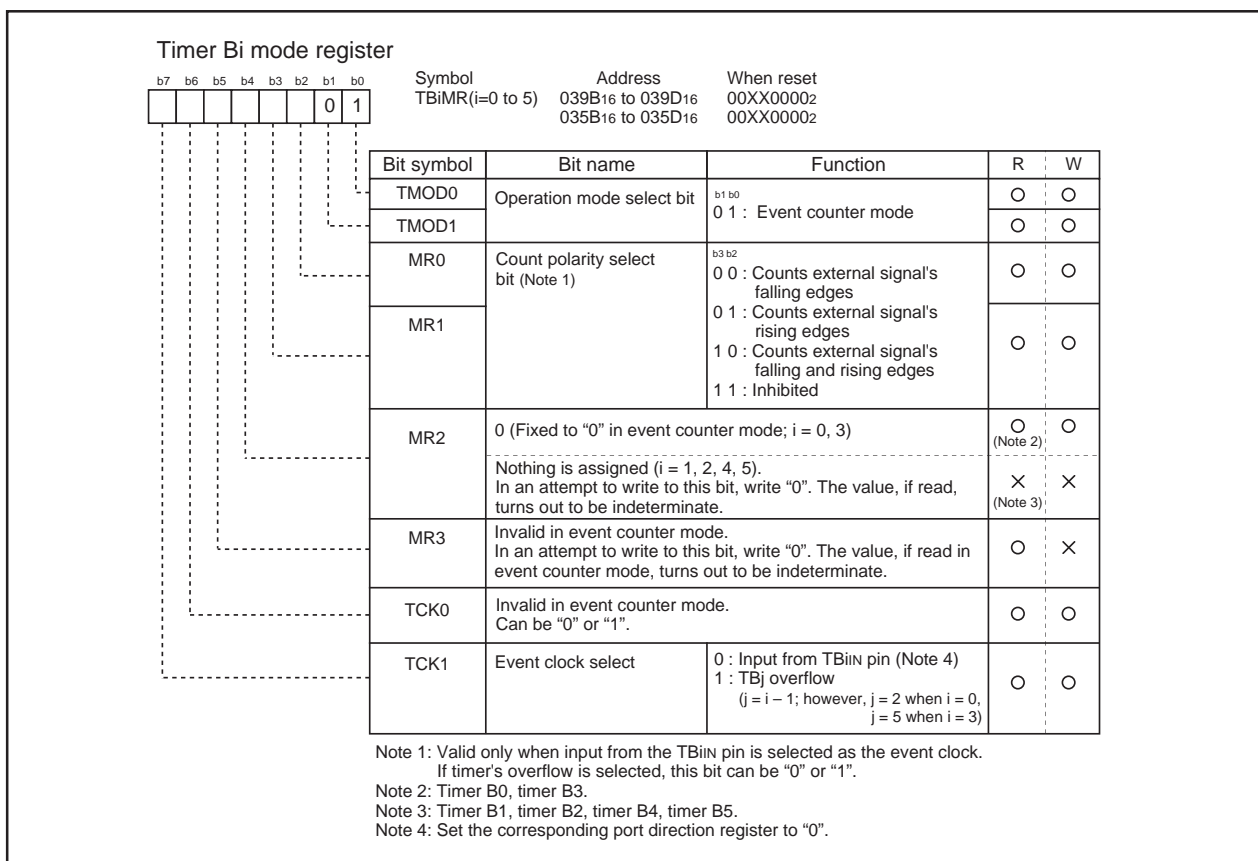 Timer Bi mode register
b7 b6 b5 b4 b3 b2 b1 b0
0 1
Symbol Address When reset
TBiMR(i=0 to 5) 039B16 to 039D16 00XX00002
035B16 to 035D16 00XX00002
Bit symbol Bit name Function R W
TMOD0 Operation mode select bit b1 b0
0 1 : Event counter mode
TMOD1
MR0 Count polarity select
bit (Note 1)
b3 b2
0 0 : Counts external signal's
falling edges
0 1 : Counts external signal's
rising edges
MR1
1 0 : Counts external signal's
falling and rising edges
1 1 : Inhibited
MR2 0 (Fixed to “0” in event counter mode; i = 0, 3)
(Note 2)
Nothing is assigned (i = 1, 2, 4, 5).
In an attempt to write to this bit, write “0”. The value, if read,
turns out to be indeterminate.
(Note 3)
MR3 Invalid in event counter mode.
In an attempt to write to this bit, write “0”. The value, if read in
event counter mode, turns out to be indeterminate.
TCK0 Invalid in event counter mode.
Can be “0” or “1”.
TCK1 Event clock select 0 : Input from TBiIN pin (Note 4)
1 : TBj overflow
(j = i – 1; however, j = 2 when i = 0,
j = 5 when i = 3)
Note 1: Valid only when input from the TBiIN pin is selected as the event clock.
If timer's overflow is selected, this bit can be “0” or “1”.
Note 2: Timer B0, timer B3.
Note 3: Timer B1, timer B2, timer B4, timer B5.
Note 4: Set the corresponding port direction register to “0”.